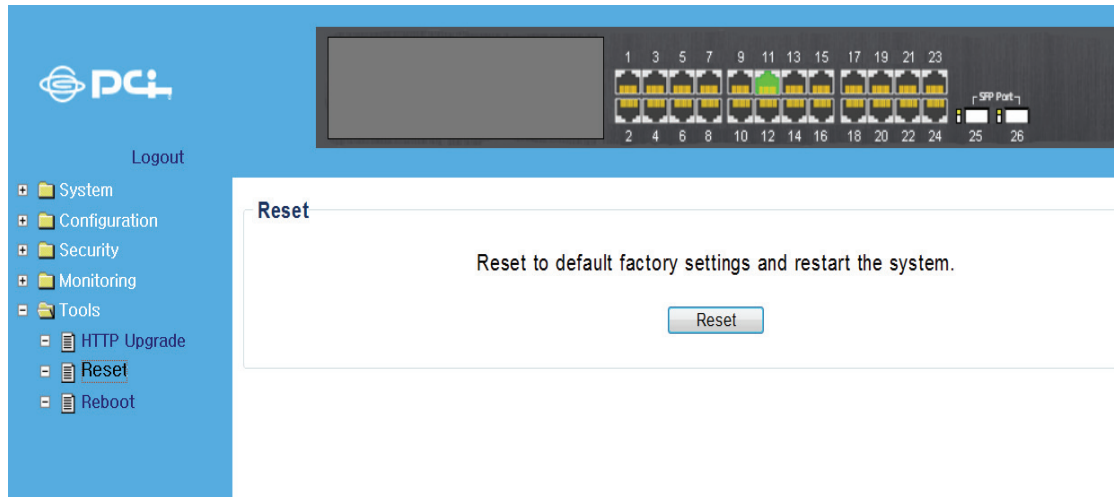 PCi
1 3 5 7 9 11 13 15 17 19 21 23
SFP Port
2 4 6 8 10 12 14 16 18 20 22 24 25 26
Logout
System
Configuration
Security
Monitoring
Tools
HTTP Upgrade
Reset
Reboot
Reset
Reset to default factory settings and restart the system.
Reset